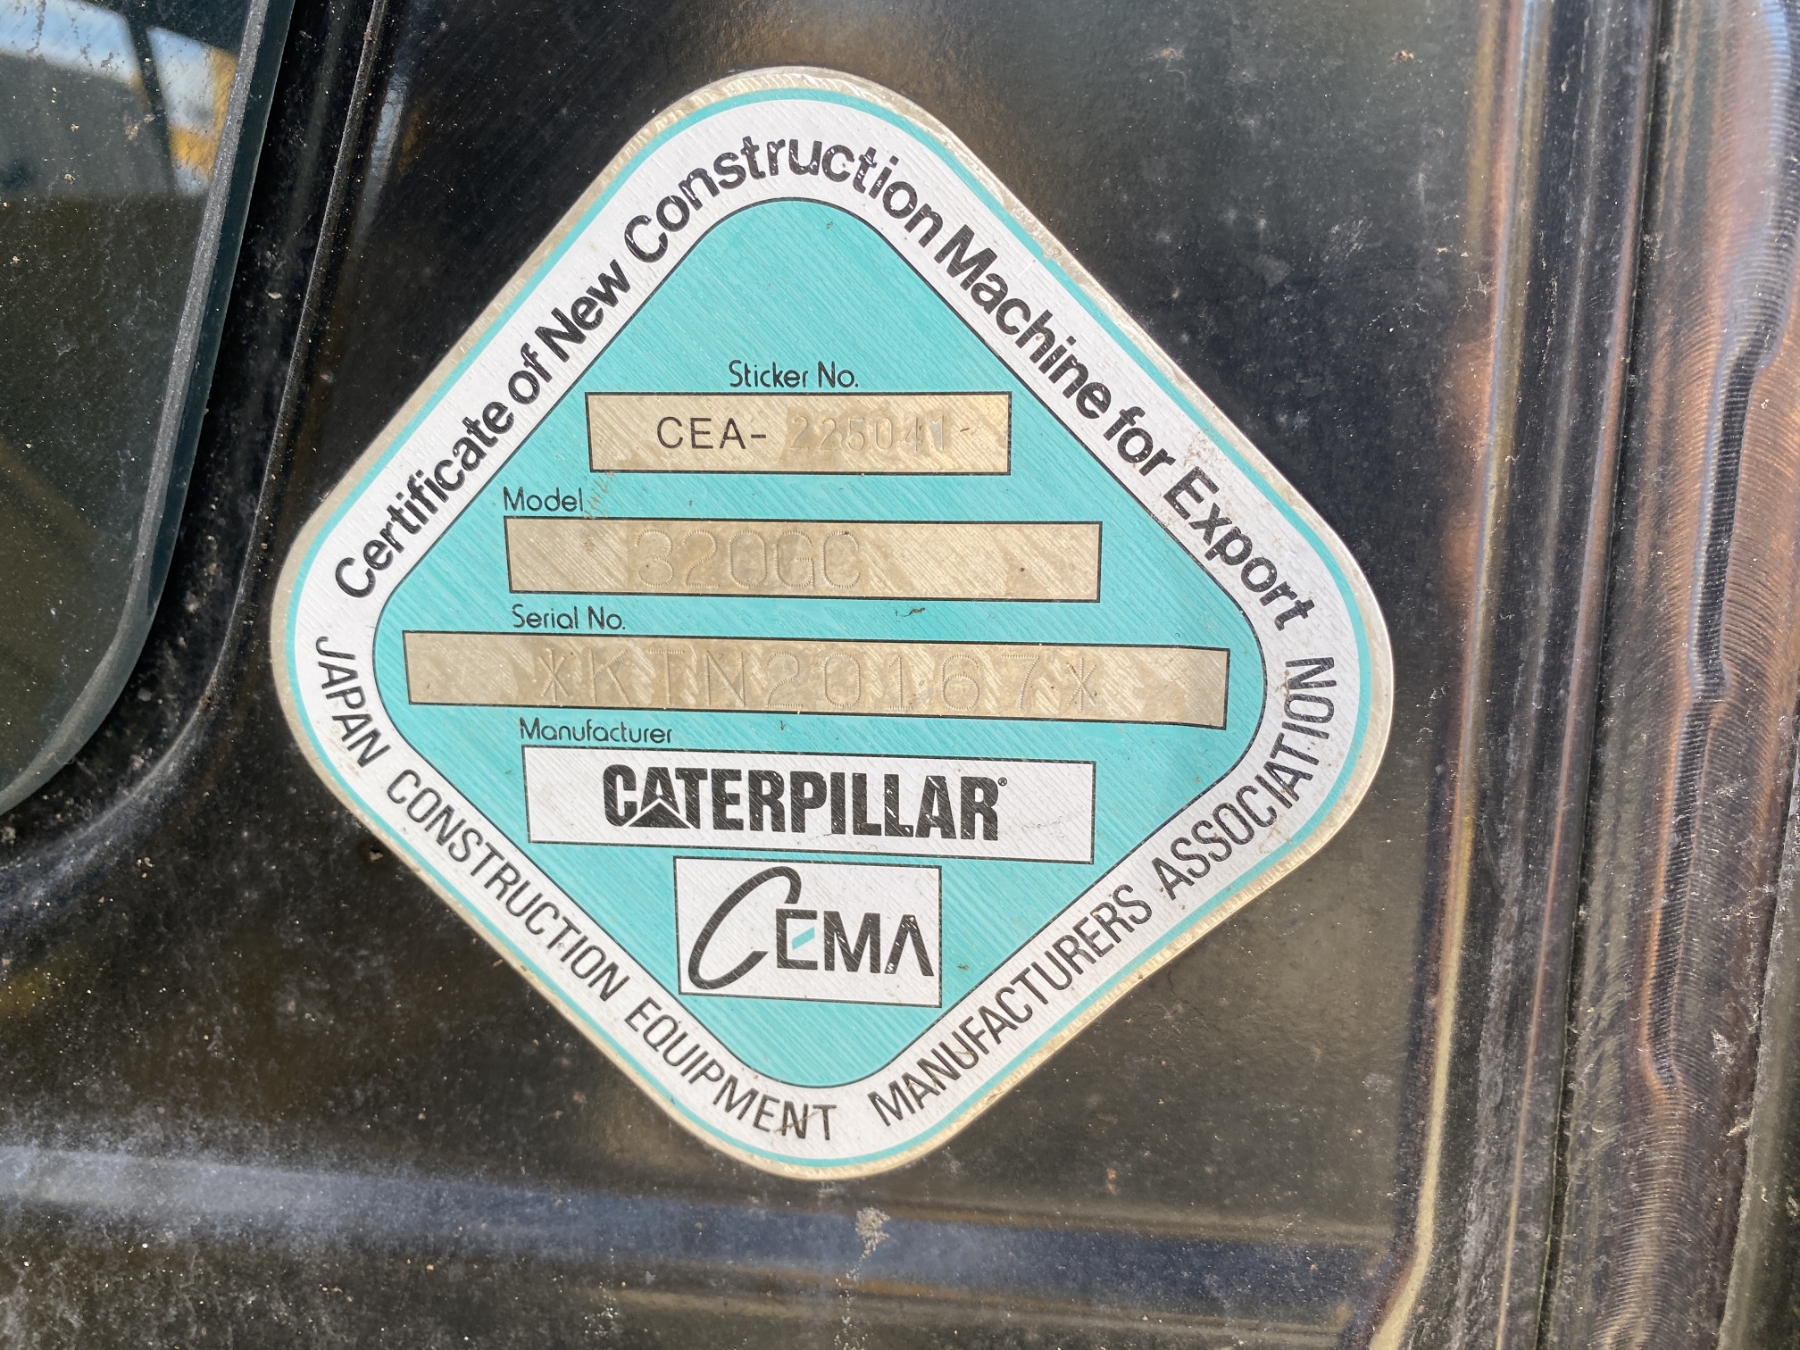 Certificate of New Construction Machine for Export
Sticker No.
CEA- 225041
Model
320GC
Serial No.
*KTN20167*
Manufacturer
CATERPILLAR®
CEMA
JAPAN CONSTRUCTION EQUIPMENT MANUFACTURERS ASSOCIATION